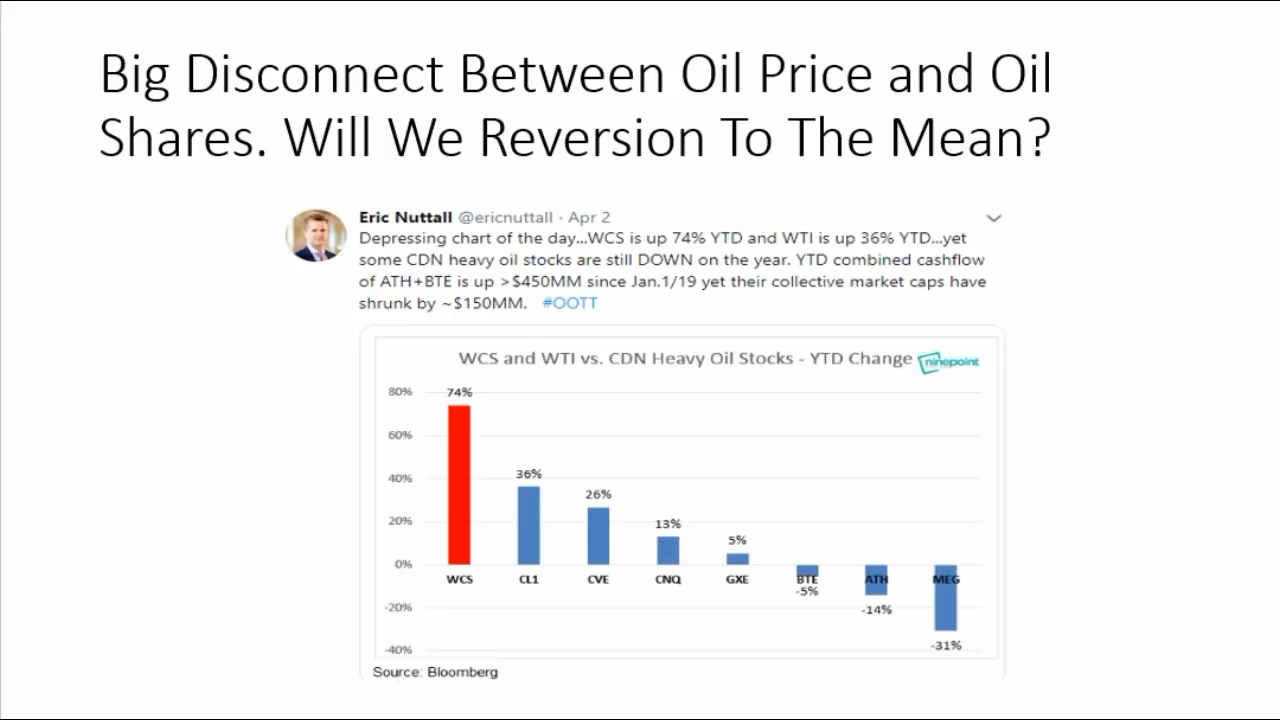 Big Disconnect Between Oil Price and Oil
Shares. Will We Reversion To The Mean?
Eric Nuttall @ericnuttall · Apr 2
Depressing chart of the day...WCS is up 74% YTD and WTI is up 36% YTD...yet
some CDN heavy oil stocks are still DOWN on the year. YTD combined cashflow
of ATH+BTE is up >$450MM since Jan.1/19 yet their collective market caps have
shrunk by ~$150MM. #OOTT
WCS and WTI vs. CDN Heavy Oil Stocks - YTD Change
ninepoint
80%
60%
40%
20%
0%
-20%
-40%
74%
36%
26%
13%
5%
WCS CL1 CVE CNQ GXE BTE ATH MEG
-5%
-14%
-31%
Source: Bloomberg